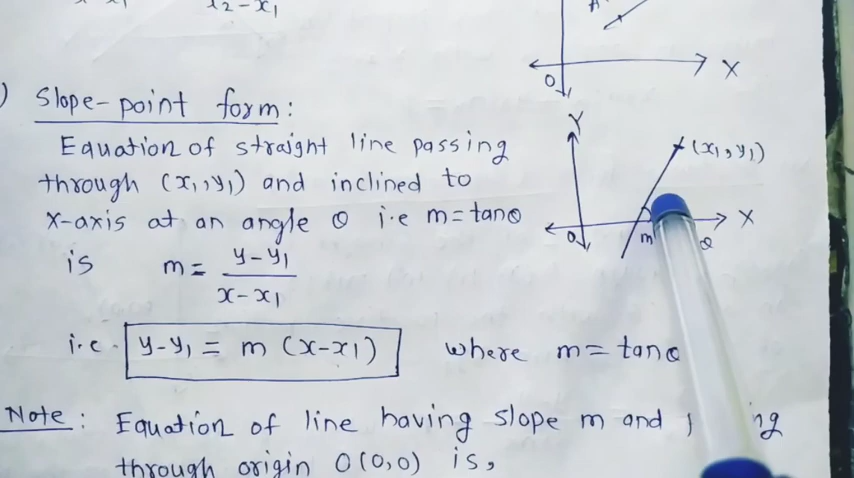 x₂-x₁
X
O
) Slope-point form:
Y
Equation of straight line passing
(x₁,y₁)
through (x₁,y₁) and inclined to
x-axis at an angle θ i.e m=tanθ
X
O
m
θ
is m = y-y₁
x-x₁
i.e. y-y₁ = m (x-x₁) where m = tanθ
Note: Equation of line having slope m and
through origin O(0,0) is,